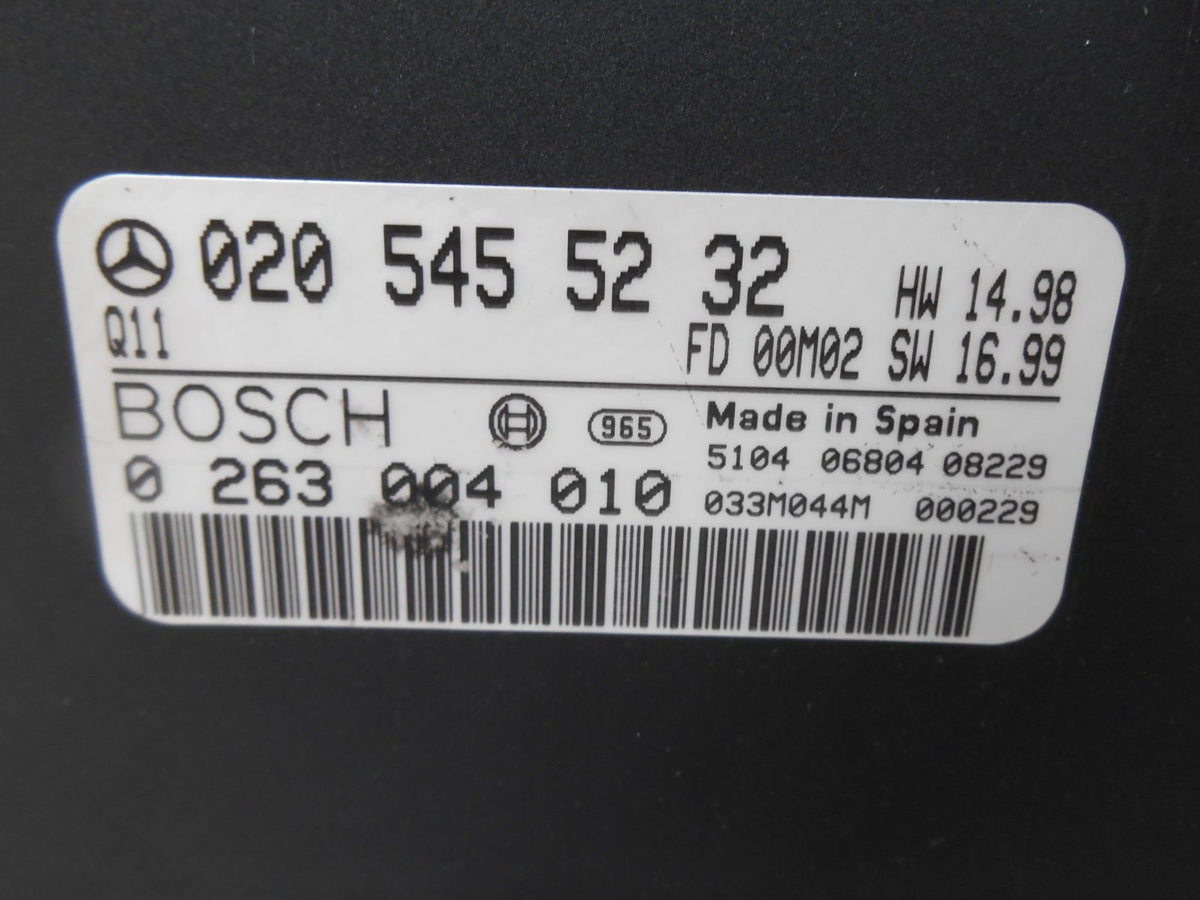 020 545 52 32
HW 14.98
Q11
FD 00M02 SW 16.99
BOSCH
965
Made in Spain
5104 06804 08229
0 263 004 010
033M044M 000229